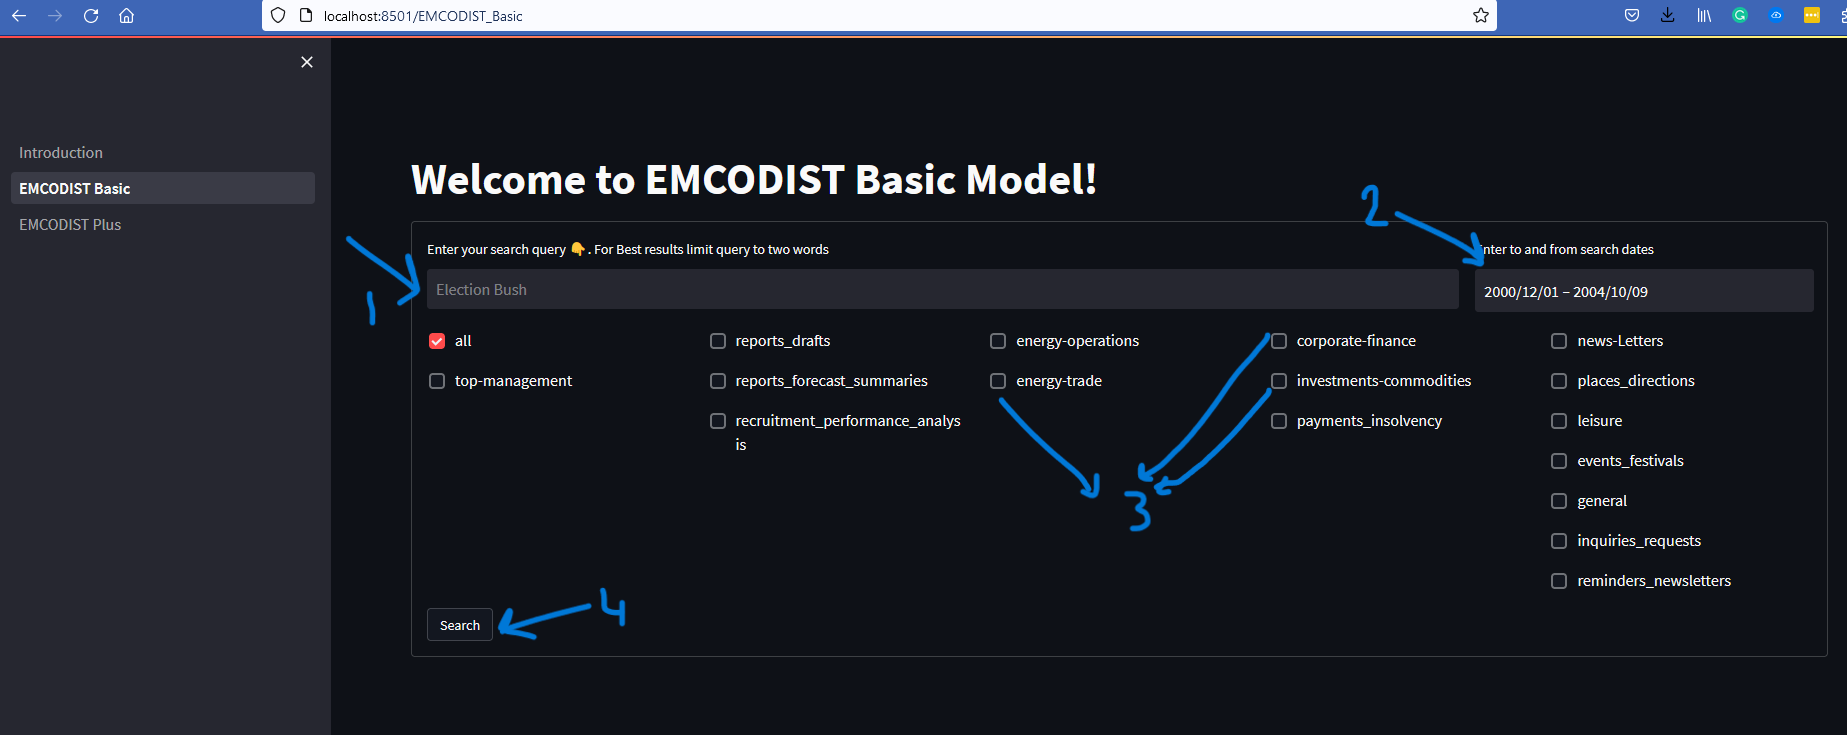 localhost:8501/EMCODIST_Basic
Introduction
EMCODIST Basic
EMCODIST Plus
Welcome to EMCODIST Basic Model!
2
Enter your search query 👇 . For Best results limit query to two words
nter to and from search dates
1
Election Bush
2000/12/01 – 2004/10/09
all
reports_drafts
energy-operations
corporate-finance
news-Letters
top-management
reports_forecast_summaries
energy-trade
investments-commodities
places_directions
recruitment_performance_analys
is
payments_insolvency
leisure
events_festivals
3
general
inquiries_requests
reminders_newsletters
4
Search